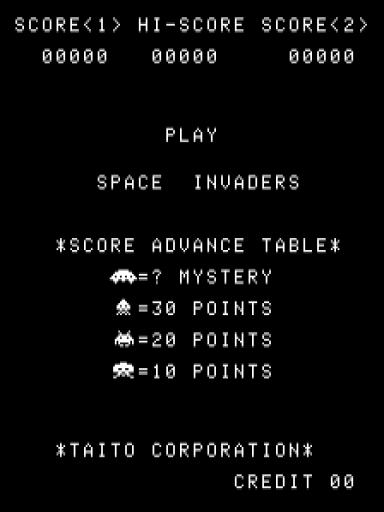 SCORE<1> HI-SCORE SCORE<2>
00000 00000 00000
PLAY
SPACE INVADERS
*SCORE ADVANCE TABLE*
=? MYSTERY
=30 POINTS
=20 POINTS
=10 POINTS
*TAITO CORPORATION*
CREDIT 00